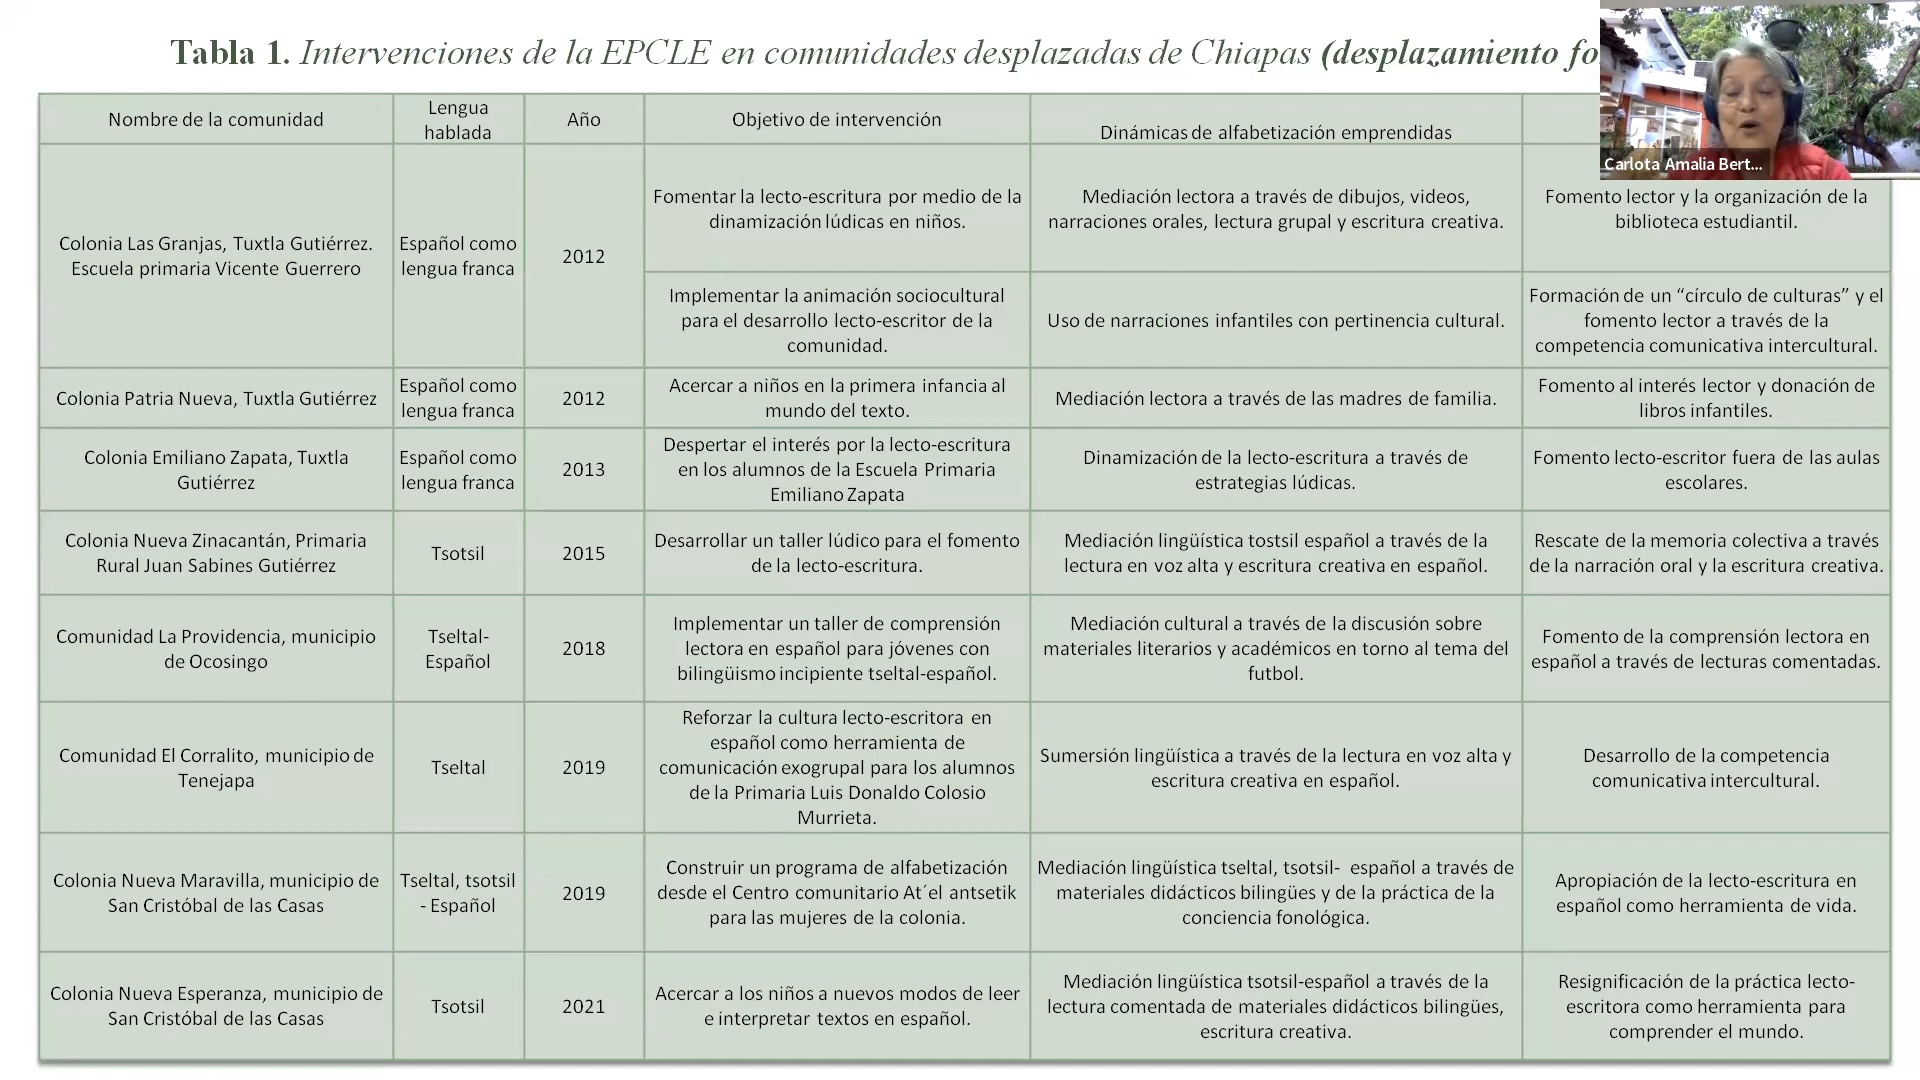 Tabla 1. Intervenciones de la EPCLE en comunidades desplazadas de Chiapas (desplazamiento
Carlota Amalia Bert...
Nombre de la comunidad
Lengua
hablada
Año
Objetivo de intervención
Dinámicas de alfabetización emprendidas
Colonia Las Granjas, Tuxtla Gutiérrez.
Escuela primaria Vicente Guerrero
Español como
lengua franca
2012
Fomentar la lecto-escritura por medio de la
dinamización lúdicas en niños.
Mediación lectora a través de dibujos, videos,
narraciones orales, lectura grupal y escritura creativa.
Fomento lector y la organización de la
biblioteca estudiantil.
Implementar la animación sociocultural
para el desarrollo lecto-escritor de la
comunidad.
Uso de narraciones infantiles con pertinencia cultural.
Formación de un “círculo de culturas” y el
fomento lector a través de la
competencia comunicativa intercultural.
Colonia Patria Nueva, Tuxtla Gutiérrez
Español como
lengua franca
2012
Acercar a niños en la primera infancia al
mundo del texto.
Mediación lectora a través de las madres de familia.
Fomento al interés lector y donación de
libros infantiles.
Colonia Emiliano Zapata, Tuxtla
Gutiérrez
Español como
lengua franca
2013
Despertar el interés por la lecto-escritura
en los alumnos de la Escuela Primaria
Emiliano Zapata
Dinamización de la lecto-escritura a través de
estrategias lúdicas.
Fomento lecto-escritor fuera de las aulas
escolares.
Colonia Nueva Zinacantán, Primaria
Rural Juan Sabines Gutiérrez
Tsotsil
2015
Desarrollar un taller lúdico para el fomento
de la lecto-escritura.
Mediación lingüística tostsil español a través de la
lectura en voz alta y escritura creativa en español.
Rescate de la memoria colectiva a través
de la narración oral y la escritura creativa.
Comunidad La Providencia, municipio
de Ocosingo
Tseltal-
Español
2018
Implementar un taller de comprensión
lectora en español para jóvenes con
bilingüismo incipiente tseltal-español.
Mediación cultural a través de la discusión sobre
materiales literarios y académicos en torno al tema del
futbol.
Fomento de la comprensión lectora en
español a través de lecturas comentadas.
Comunidad El Corralito, municipio de
Tenejapa
Tseltal
2019
Reforzar la cultura lecto-escritora en
español como herramienta de
comunicación exogrupal para los alumnos
de la Primaria Luis Donaldo Colosio
Murrieta.
Sumersión lingüística a través de la lectura en voz alta y
escritura creativa en español.
Desarrollo de la competencia
comunicativa intercultural.
Colonia Nueva Maravilla, municipio de
San Cristóbal de las Casas
Tseltal, tsotsil
- Español
2019
Construir un programa de alfabetización
desde el Centro comunitario At´el antsetik
para las mujeres de la colonia.
Mediación lingüística tseltal, tsotsil- español a través de
materiales didácticos bilingües y de la práctica de la
conciencia fonológica.
Apropiación de la lecto-escritura en
español como herramienta de vida.
Colonia Nueva Esperanza, municipio de
San Cristóbal de las Casas
Tsotsil
2021
Acercar a los niños a nuevos modos de leer
e interpretar textos en español.
Mediación lingüística tsotsil-español a través de la
lectura comentada de materiales didácticos bilingües,
escritura creativa.
Resignificación de la práctica lecto-
escritora como herramienta para
comprender el mundo.